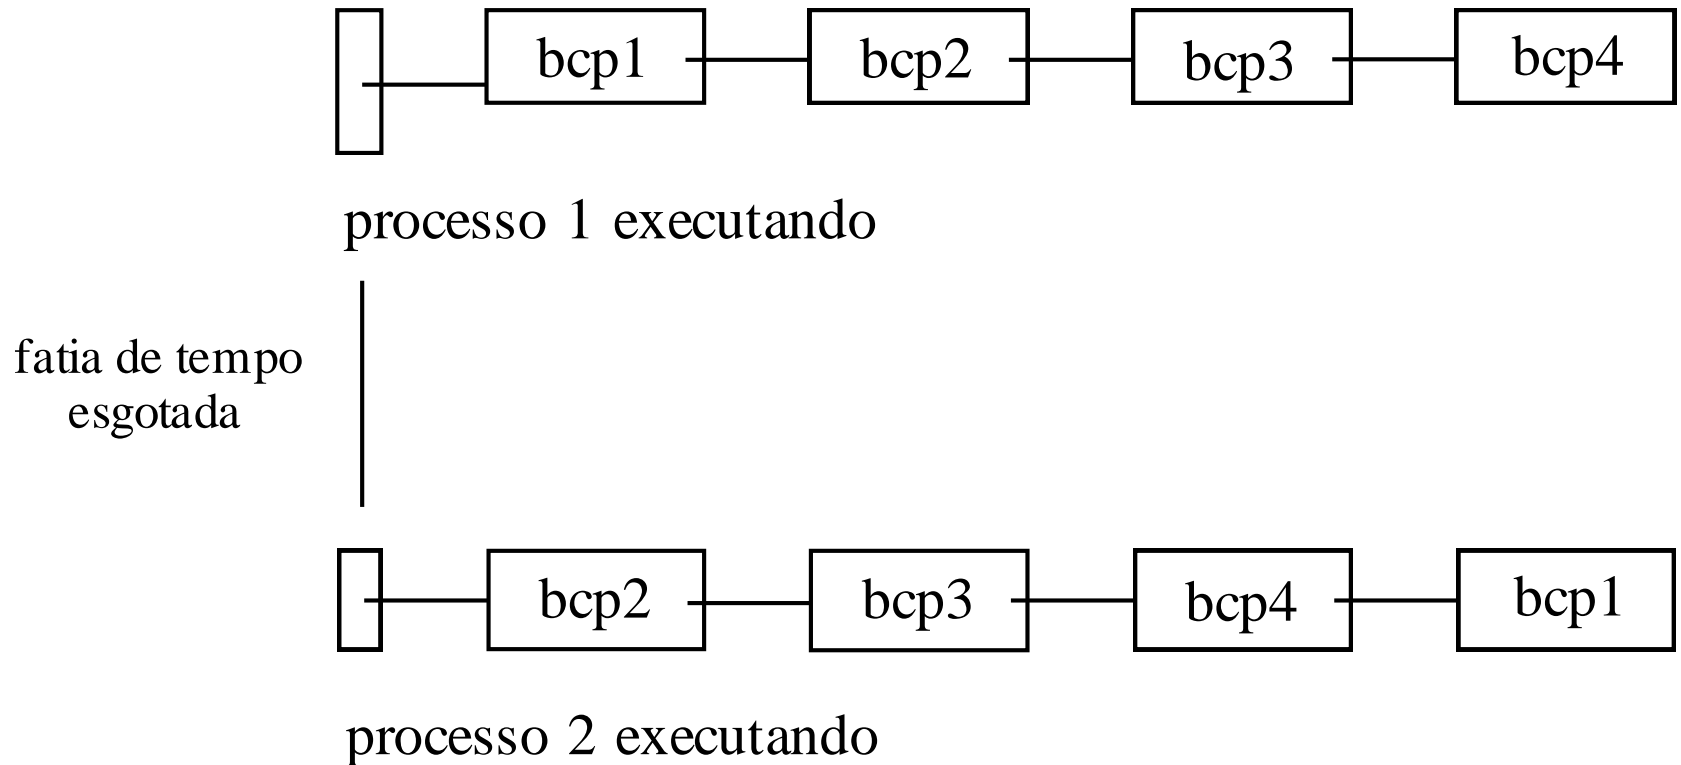 bcp1 bcp2 bcp3 bcp4
processo 1 executando
fatia de tempo
esgotada
bcp2 bcp3 bcp4 bcp1
processo 2 executando